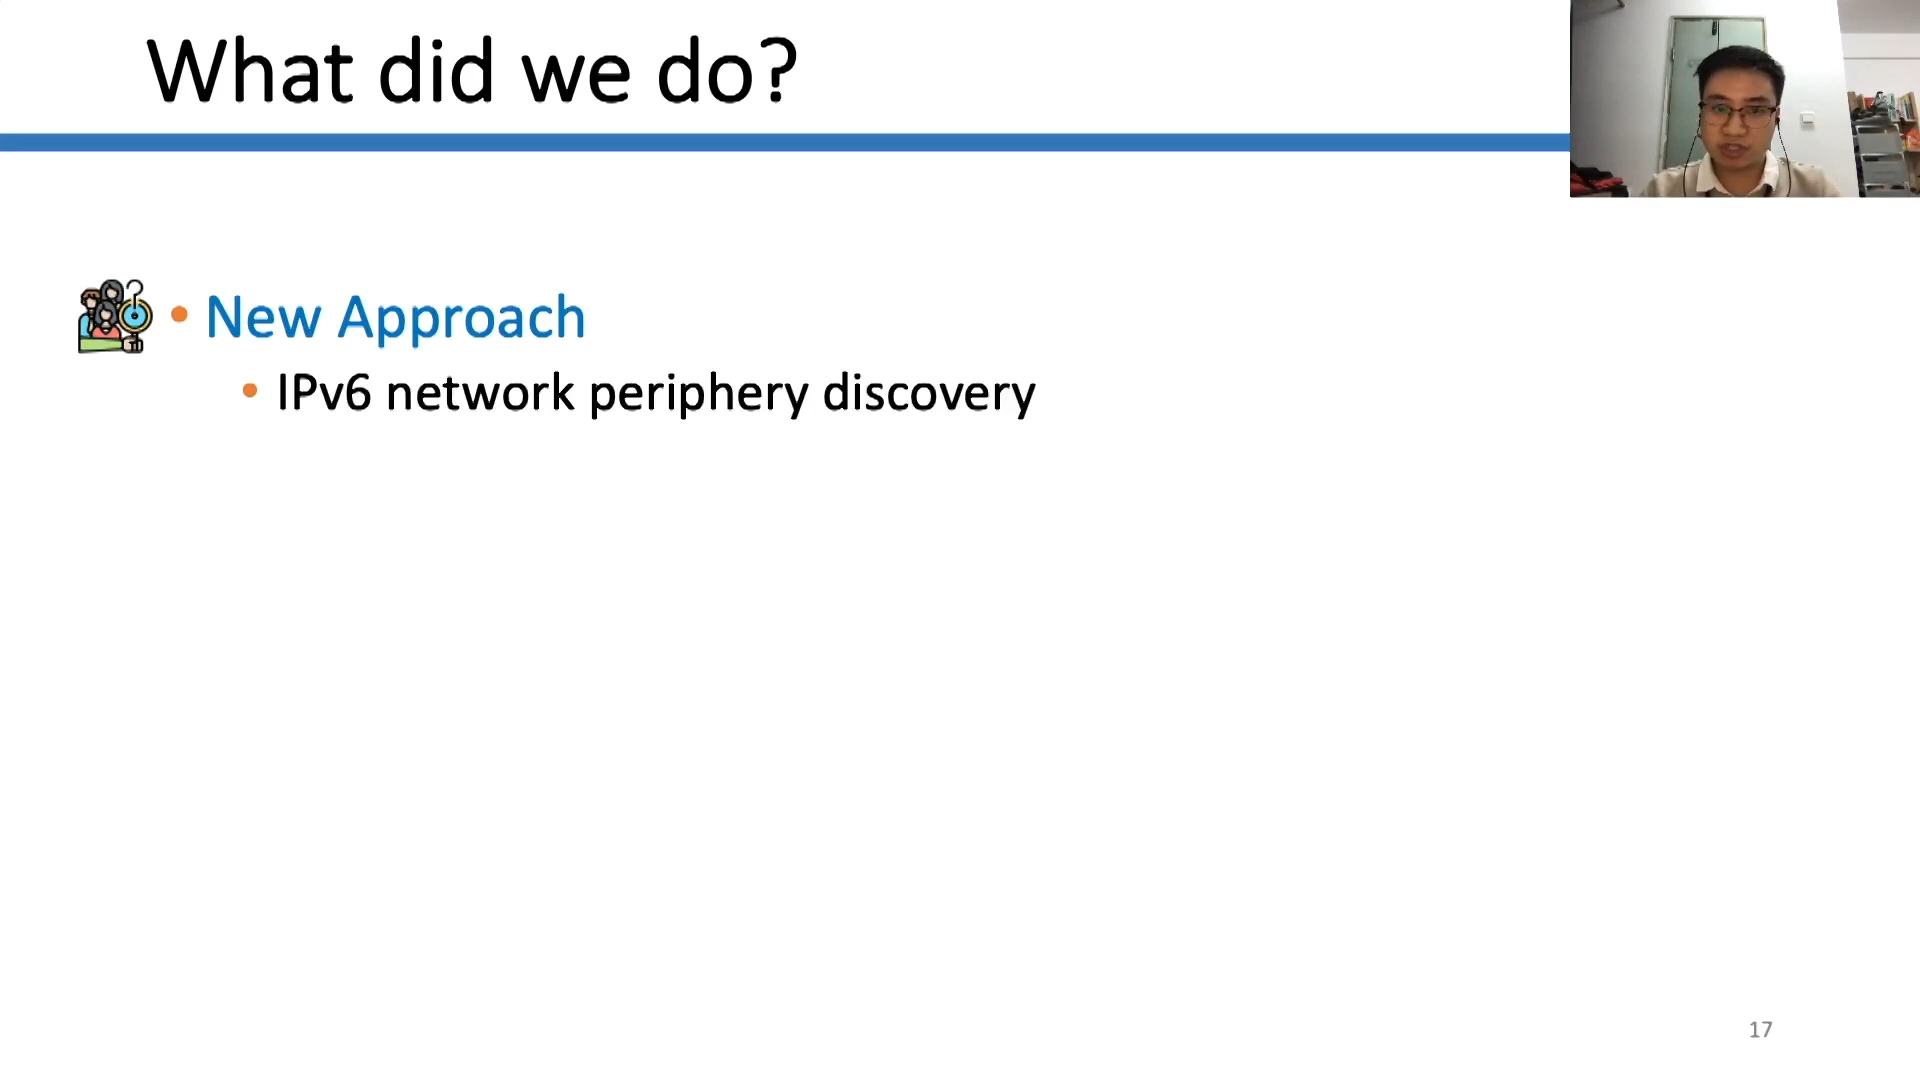 What did we do?
• New Approach
• IPv6 network periphery discovery
17